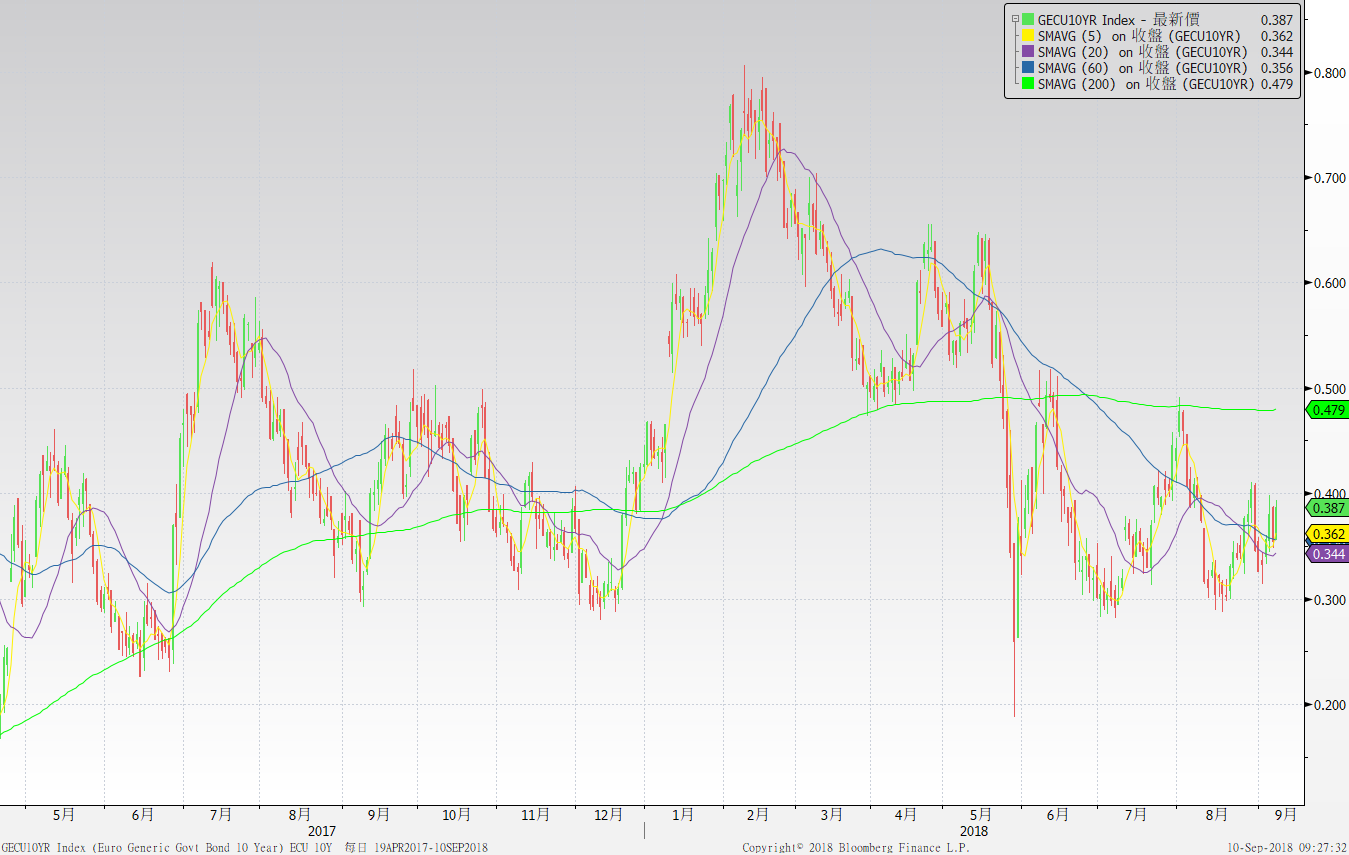 GECU10YR Index - 最新價 0.387
SMAVG (5) on 收盤 (GECU10YR) 0.362
SMAVG (20) on 收盤 (GECU10YR) 0.344
SMAVG (60) on 收盤 (GECU10YR) 0.356
SMAVG (200) on 收盤 (GECU10YR) 0.479
0.800
0.700
0.600
0.500
0.479
0.400
0.387
0.362
0.344
0.300
0.200
5月 6月 7月 8月 9月 10月 11月 12月 1月 2月 3月 4月 5月 6月 7月 8月 9月
2017 2018
GECU10YR Index (Euro Generic Govt Bond 10 Year) ECU 10Y 每日 19APR2017-10SEP2018 Copyright© 2018 Bloomberg Finance L.P. 10-Sep-2018 09:27:32